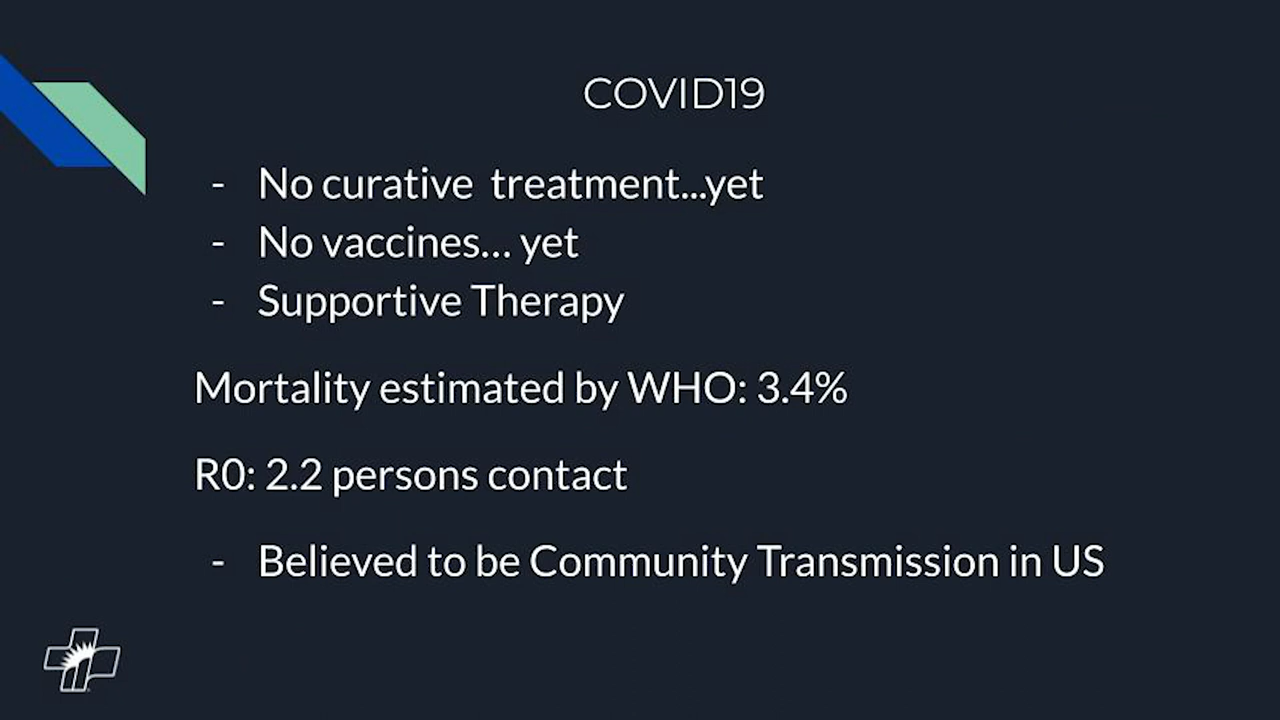 COVID19
- No curative treatment...yet
- No vaccines... yet
- Supportive Therapy
Mortality estimated by WHO: 3.4%
R0: 2.2 persons contact
- Believed to be Community Transmission in US